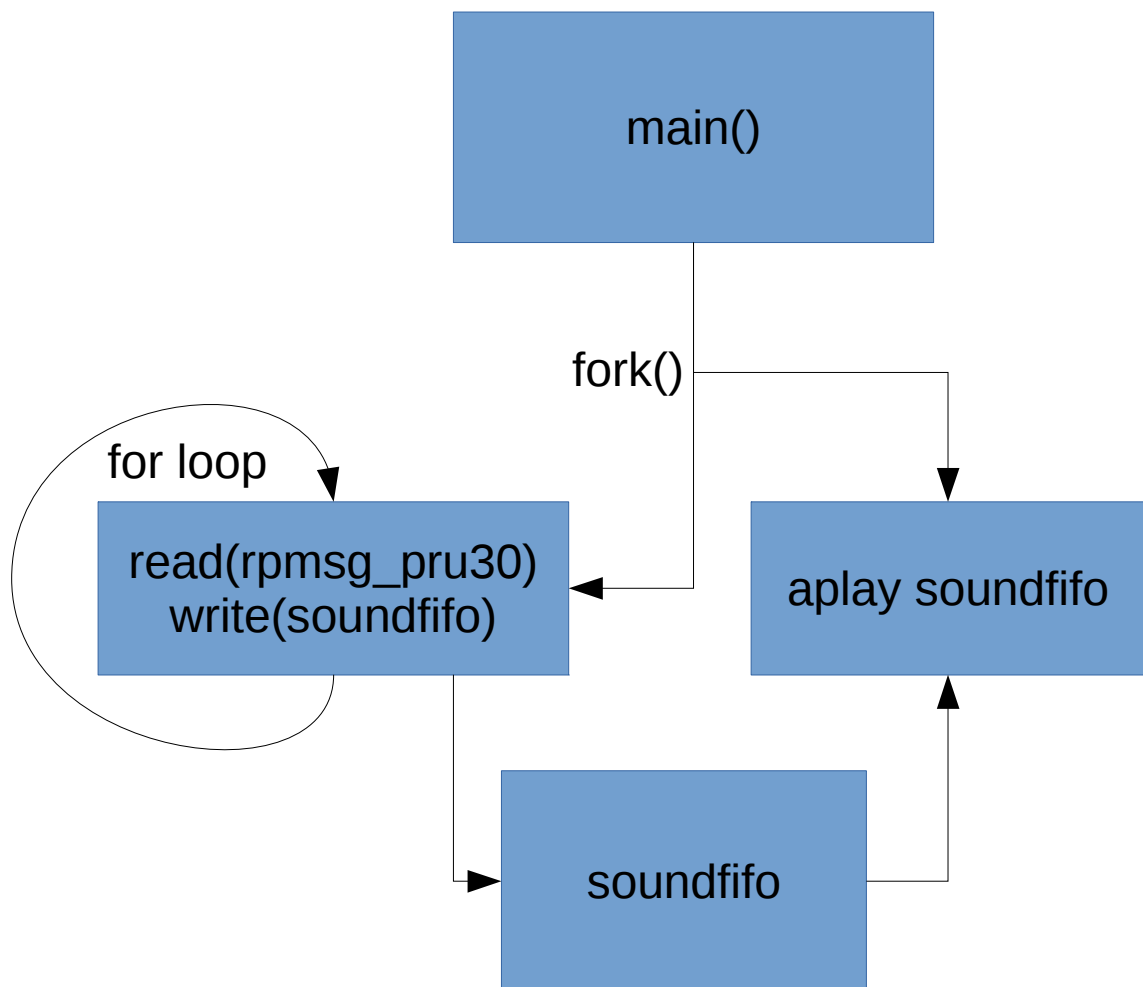 main()
fork()
for loop
read(rpmsg_pru30)
write(soundfifo)
aplay soundfifo
soundfifo